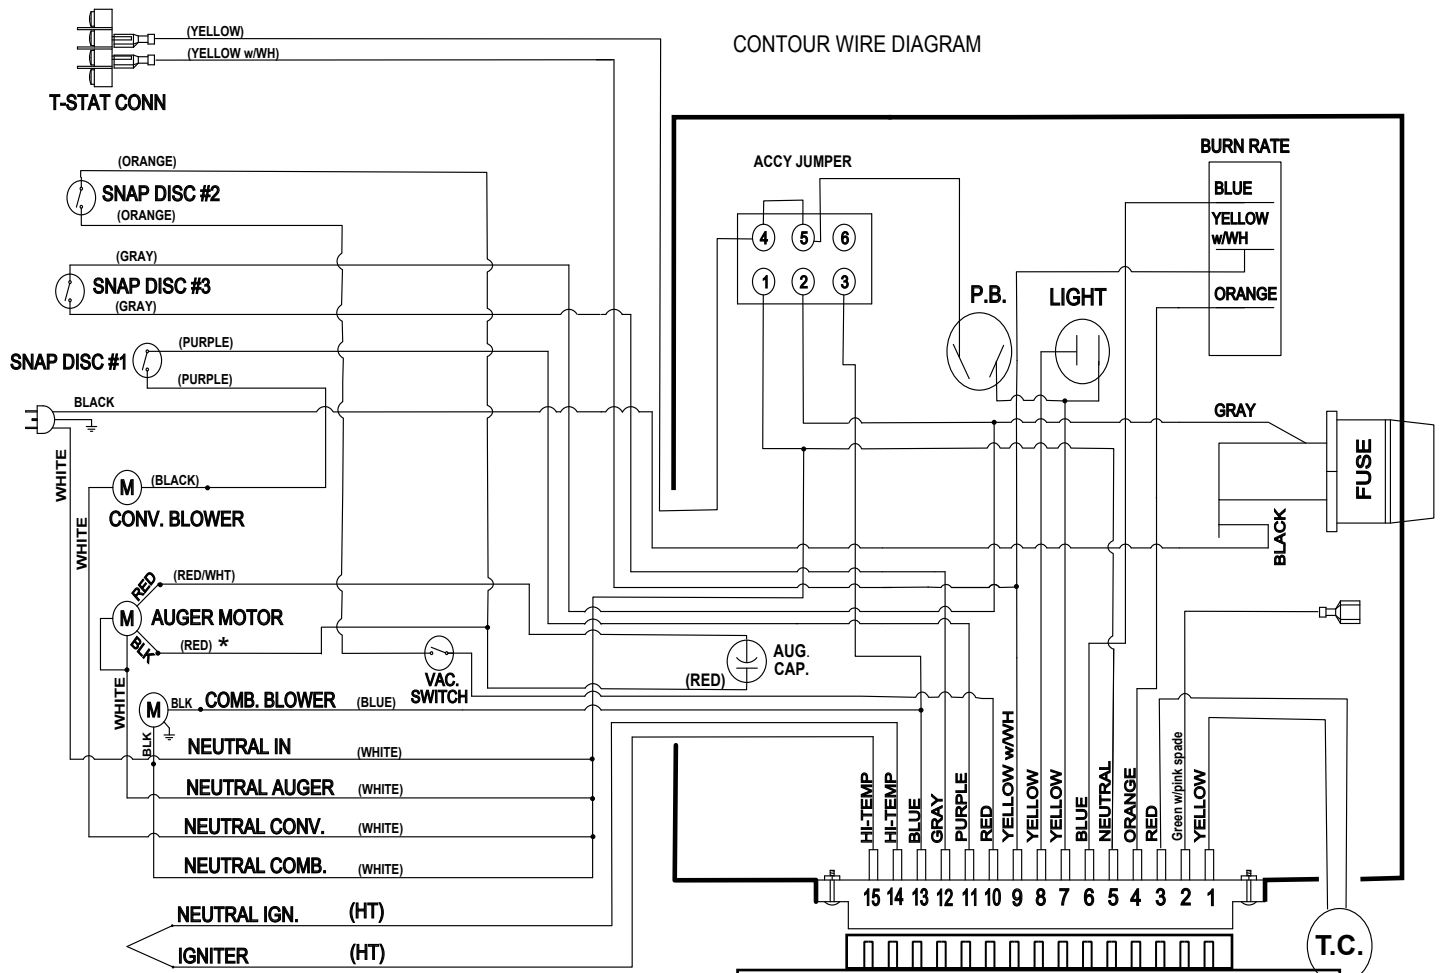 (YELLOW)
(YELLOW w/WH)
CONTOUR WIRE DIAGRAM
T-STAT CONN
(ORANGE)
SNAP DISC #2
(ORANGE)
(GRAY)
SNAP DISC #3
(GRAY)
(PURPLE)
SNAP DISC #1
(PURPLE)
BLACK
WHITE
WHITE
M
(BLACK)
CONV. BLOWER
RED
(RED/WHT)
M
AUGER MOTOR
BLK
(RED) *
WHITE
VAC.
SWITCH
(RED)
AUG.
CAP.
M
BLK
COMB. BLOWER
(BLUE)
BLK
NEUTRAL IN
(WHITE)
NEUTRAL AUGER
(WHITE)
NEUTRAL CONV.
(WHITE)
NEUTRAL COMB.
(WHITE)
NEUTRAL IGN.
(HT)
IGNITER
(HT)
ACCY JUMPER
4 5 6
1 2 3
P.B.
LIGHT
BURN RATE
BLUE
YELLOW
w/WH
ORANGE
GRAY
FUSE
BLACK
HI-TEMP
HI-TEMP
BLUE
GRAY
PURPLE
RED
YELLOW w/WH
YELLOW
YELLOW
BLUE
NEUTRAL
ORANGE
RED
Green w/pink spade
YELLOW
15 14 13 12 11 10 9 8 7 6 5 4 3 2 1
T.C.